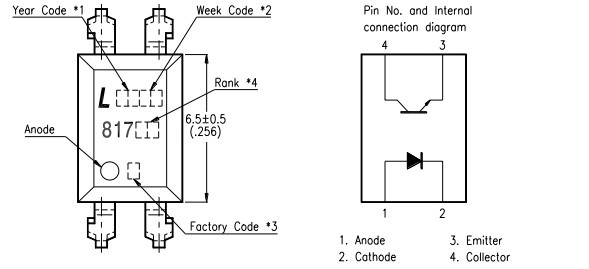 Year Code *1
Week Code *2
L
Rank *4
817
6.5±0.5
(.256)
Anode
Factory Code *3
Pin No. and Internal
connection diagram
4 3
1 2
1. Anode 3. Emitter
2. Cathode 4. Collector